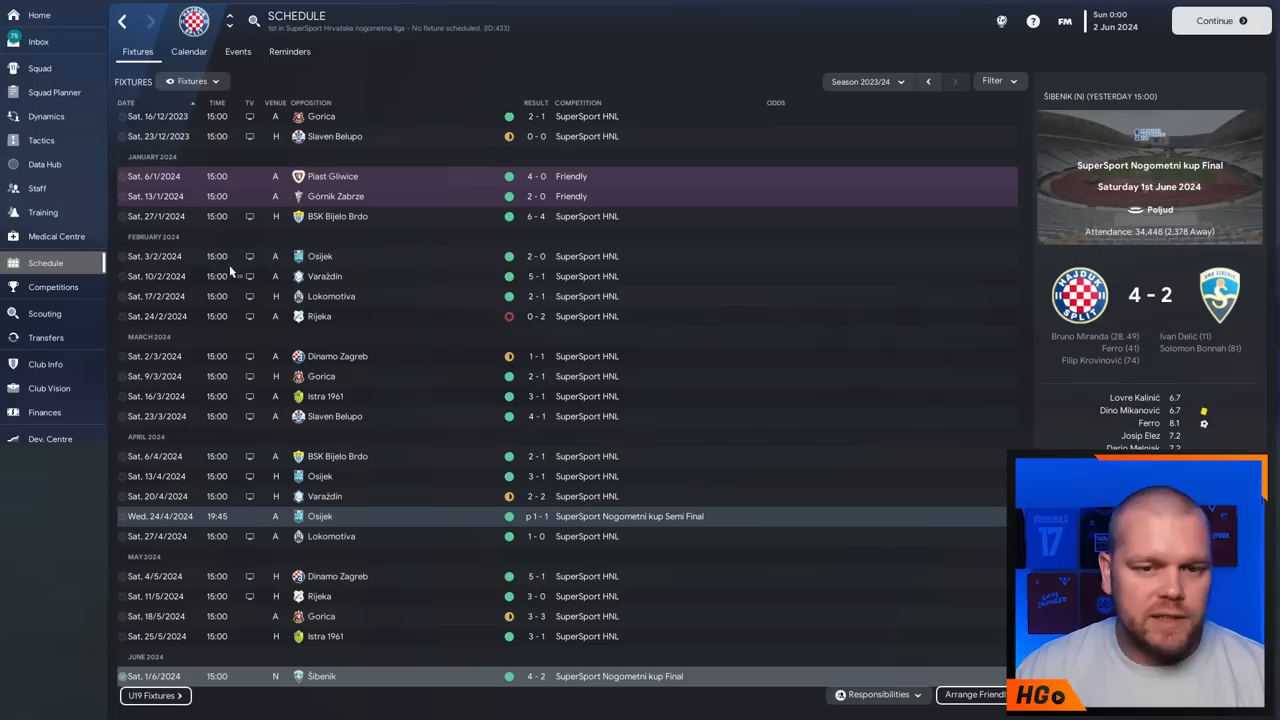 Home
75
Inbox
Squad
Squad Planner
Dynamics
Tactics
Data Hub
Staff
Training
Medical Centre
Schedule
Competitions
Scouting
Transfers
Club Info
Club Vision
Finances
Dev. Centre
SCHEDULE
1st in SuperSport Hrvatska nogometna liga - No fixture scheduled. (ID:433)
FM
Sun 0:00
2 Jun 2024
Continue
Fixtures Calendar Events Reminders
FIXTURES Fixtures
Season 2023/24
Filter
DATE TIME TV VENUE OPPOSITION RESULT COMPETITION ODDS
Sat, 16/12/2023 15:00 A Gorica 2 - 1 SuperSport HNL
Sat, 23/12/2023 15:00 H Slaven Belupo 0 - 0 SuperSport HNL
JANUARY 2024
Sat, 6/1/2024 15:00 A Piast Gliwice 4 - 0 Friendly
Sat, 13/1/2024 15:00 A Górnik Zabrze 2 - 0 Friendly
Sat, 27/1/2024 15:00 H BSK Bijelo Brdo 6 - 4 SuperSport HNL
FEBRUARY 2024
Sat, 3/2/2024 15:00 A Osijek 2 - 0 SuperSport HNL
Sat, 10/2/2024 15:00 A Varaždin 5 - 1 SuperSport HNL
Sat, 17/2/2024 15:00 H Lokomotiva 2 - 1 SuperSport HNL
Sat, 24/2/2024 15:00 A Rijeka 0 - 2 SuperSport HNL
MARCH 2024
Sat, 2/3/2024 15:00 A Dinamo Zagreb 1 - 1 SuperSport HNL
Sat, 9/3/2024 15:00 H Gorica 2 - 1 SuperSport HNL
Sat, 16/3/2024 15:00 A Istra 1961 3 - 1 SuperSport HNL
Sat, 23/3/2024 15:00 A Slaven Belupo 4 - 1 SuperSport HNL
APRIL 2024
Sat, 6/4/2024 15:00 A BSK Bijelo Brdo 2 - 1 SuperSport HNL
Sat, 13/4/2024 15:00 H Osijek 3 - 1 SuperSport HNL
Sat, 20/4/2024 15:00 H Varaždin 2 - 2 SuperSport HNL
Wed, 24/4/2024 19:45 A Osijek p 1 - 1 SuperSport Nogometni kup Semi Final
Sat, 27/4/2024 15:00 A Lokomotiva 1 - 0 SuperSport HNL
MAY 2024
Sat, 4/5/2024 15:00 H Dinamo Zagreb 5 - 1 SuperSport HNL
Sat, 11/5/2024 15:00 H Rijeka 3 - 0 SuperSport HNL
Sat, 18/5/2024 15:00 A Gorica 3 - 3 SuperSport HNL
Sat, 25/5/2024 15:00 H Istra 1961 3 - 1 SuperSport HNL
JUNE 2024
Sat, 1/6/2024 15:00 N Šibenik 4 - 2 SuperSport Nogometni kup Final
U19 Fixtures
Responsibilities
Arrange Friendl
ŠIBENIK (N) (YESTERDAY 15:00)
SuperSport Nogometni kup Final
Saturday 1st June 2024
Poljud
Attendance: 34,448 (2,378 Away)
HAJDUK
SPLIT
4 - 2
Bruno Miranda (28, 49) Ivan Delić (11)
Ferro (41) Solomon Bonnah (81)
Filip Krovinović (74)
Lovre Kalinić 6.7
Dino Mikanović 6.7
Ferro 8.1
Josip Elez 7.2
Dario Melnjak 7.2
IMMOBILE
17
GAME
CHANGER
HG